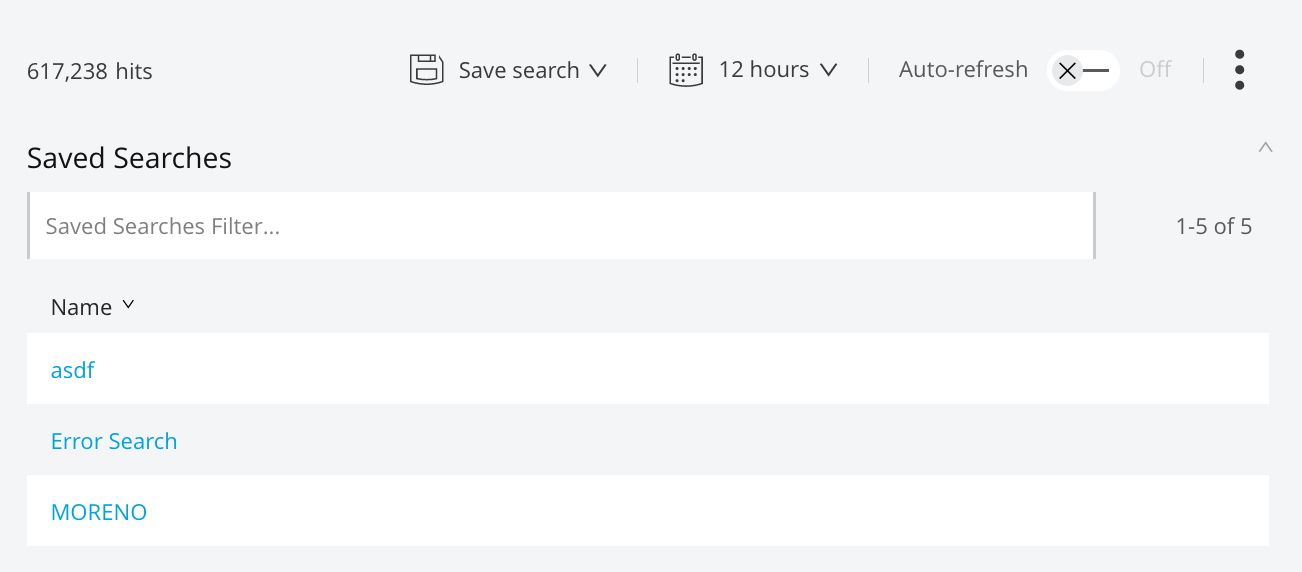 617,238 hits Save search 12 hours Auto-refresh Off
Saved Searches
Saved Searches Filter... 1-5 of 5
Name
asdf
Error Search
MORENO